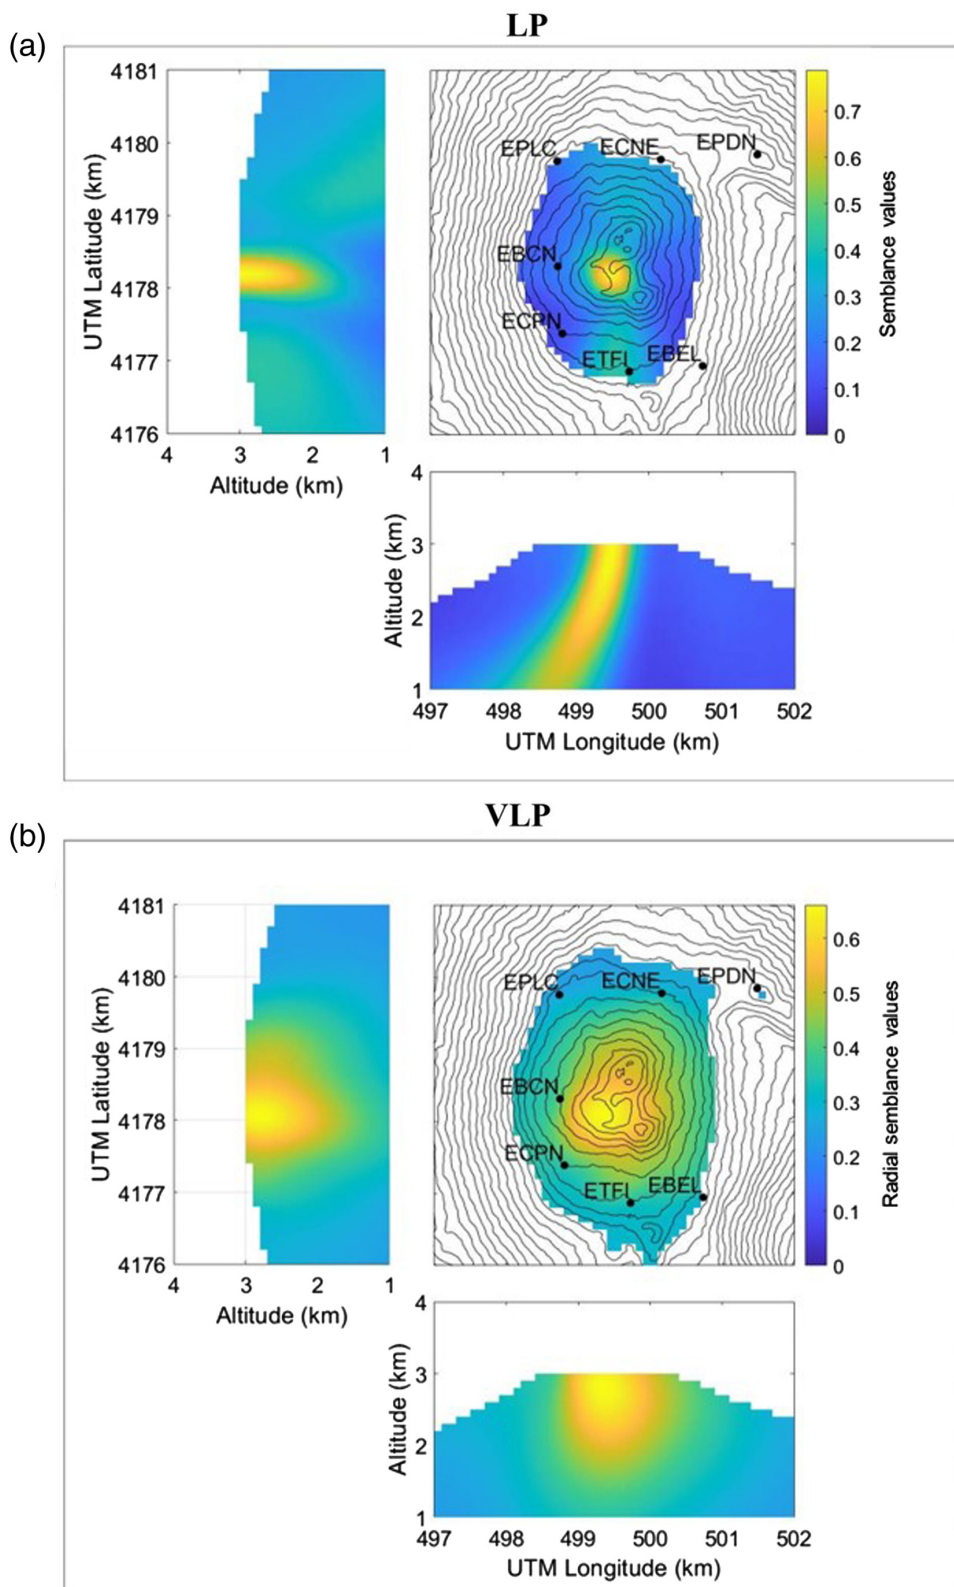 LP
(a)
4181
4180
4179
4178
4177
4176
UTM Latitude (km)
4 3 2 1
Altitude (km)
EPLC ECNE EPDN
EBCN
ECPN
ETFI EBEL
0.7
0.6
0.5
0.4
0.3
0.2
0.1
0
Semblance values
4
3
2
1
Altitude (km)
497 498 499 500 501 502
UTM Longitude (km)
VLP
(b)
4181
4180
4179
4178
4177
4176
UTM Latitude (km)
4 3 2 1
Altitude (km)
EPLC ECNE EPDN
EBCN
ECPN
ETFI EBEL
0.6
0.5
0.4
0.3
0.2
0.1
0
Radial semblance values
4
3
2
1
Altitude (km)
497 498 499 500 501 502
UTM Longitude (km)